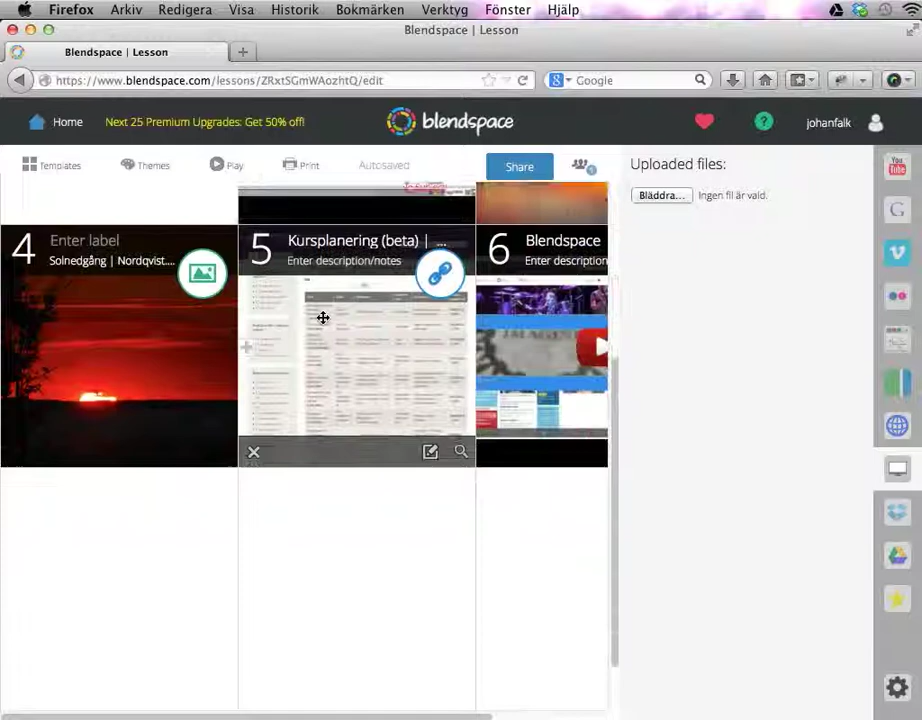 Firefox Arkiv Redigera Visa Historik Bokmärken Verktyg Fönster Hjälp
Blendspace | Lesson
Blendspace | Lesson
https://www.blendspace.com/lessons/ZRxtSGmWAozhtQ/edit
Google
Home
Next 25 Premium Upgrades: Get 50% off!
blendspace
johanfalk
Templates
Themes
Play
Print
Autosaved
Share
Uploaded files:
Bläddra...
Ingen fil är vald.
4
Enter label
Solnedgång | Nordqvist....
5
Kursplanering (beta) | ...
Enter description/notes
6
Blendspace
Enter description
You
Tube
G